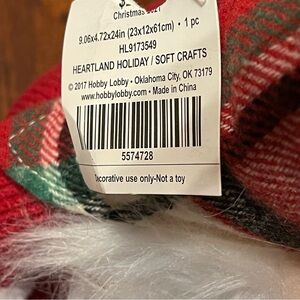 Christmas 2021
9.06x4.72x24in (23x12x61cm) • 1 pc
HL9173549
HEARTLAND HOLIDAY / SOFT CRAFTS
© 2017 Hobby Lobby • Oklahoma City, OK 73179
www.hobbylobby.com • Made in China
5574728
Decorative use only-Not a toy